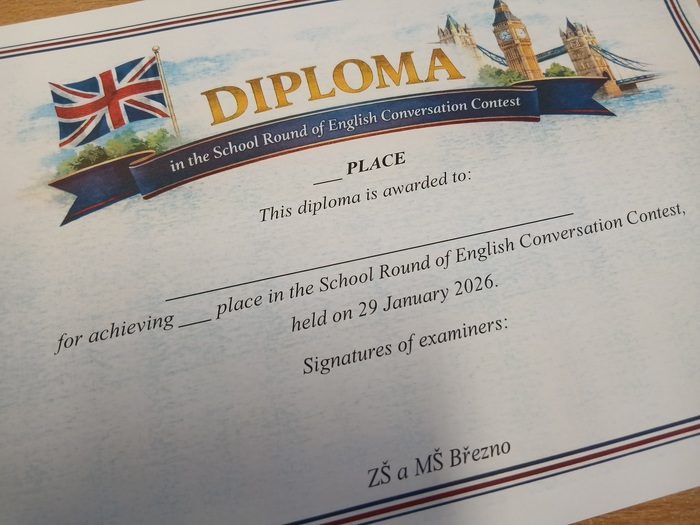 DIPLOMA
in the School Round of English Conversation Contest
___ PLACE
This diploma is awarded to:
for achieving ___ place in the School Round of English Conversation Contest,
held on 29 January 2026.
Signatures of examiners:
ZŠ a MŠ Březno